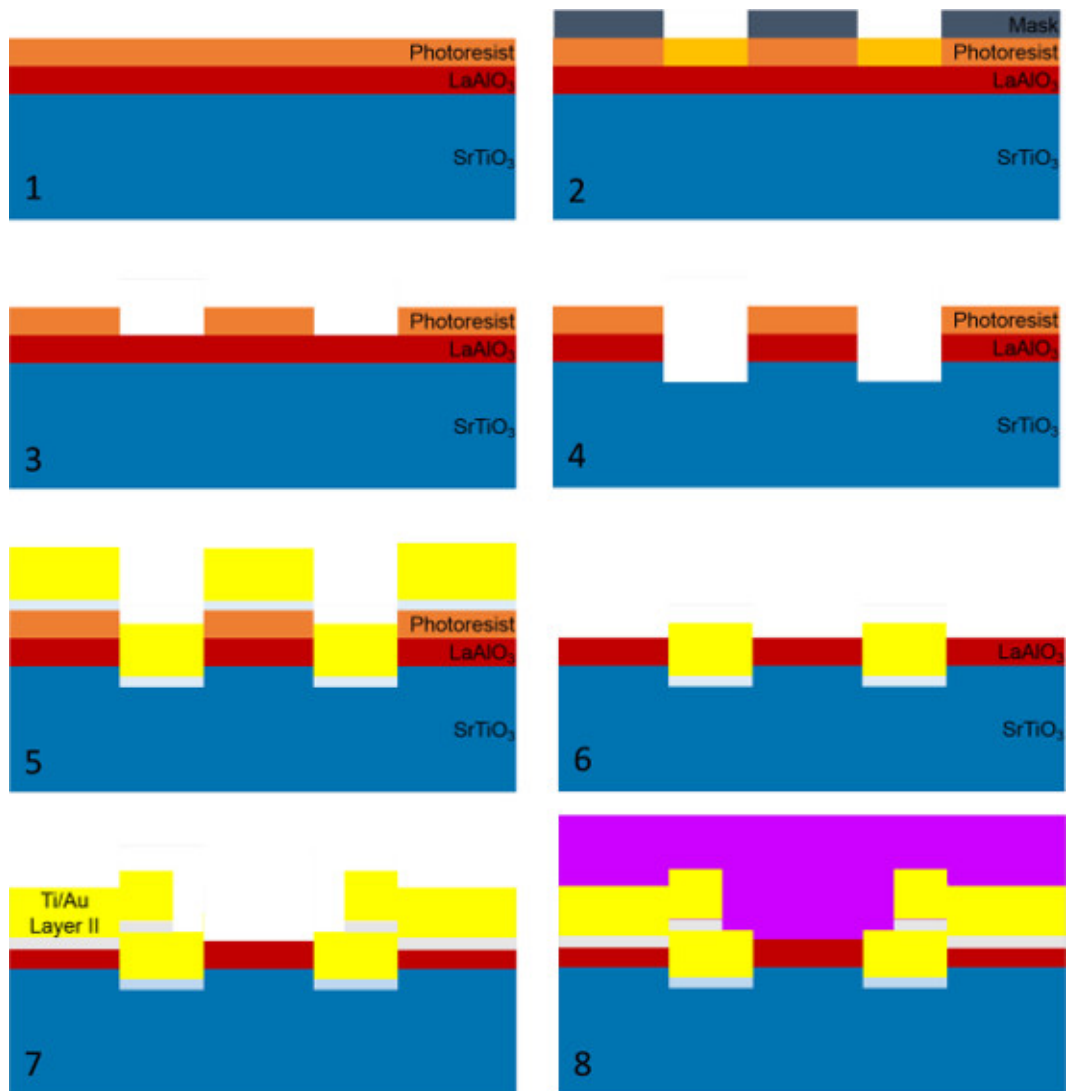 Photoresist
LaAlO₃
SrTiO₃
1
Mask
Photoresist
LaAlO₃
SrTiO₃
2
Photoresist
LaAlO₃
SrTiO₃
3
Photoresist
LaAlO₃
SrTiO₃
4
Photoresist
LaAlO₃
SrTiO₃
5
LaAlO₃
SrTiO₃
6
Ti/Au
Layer II
7
8